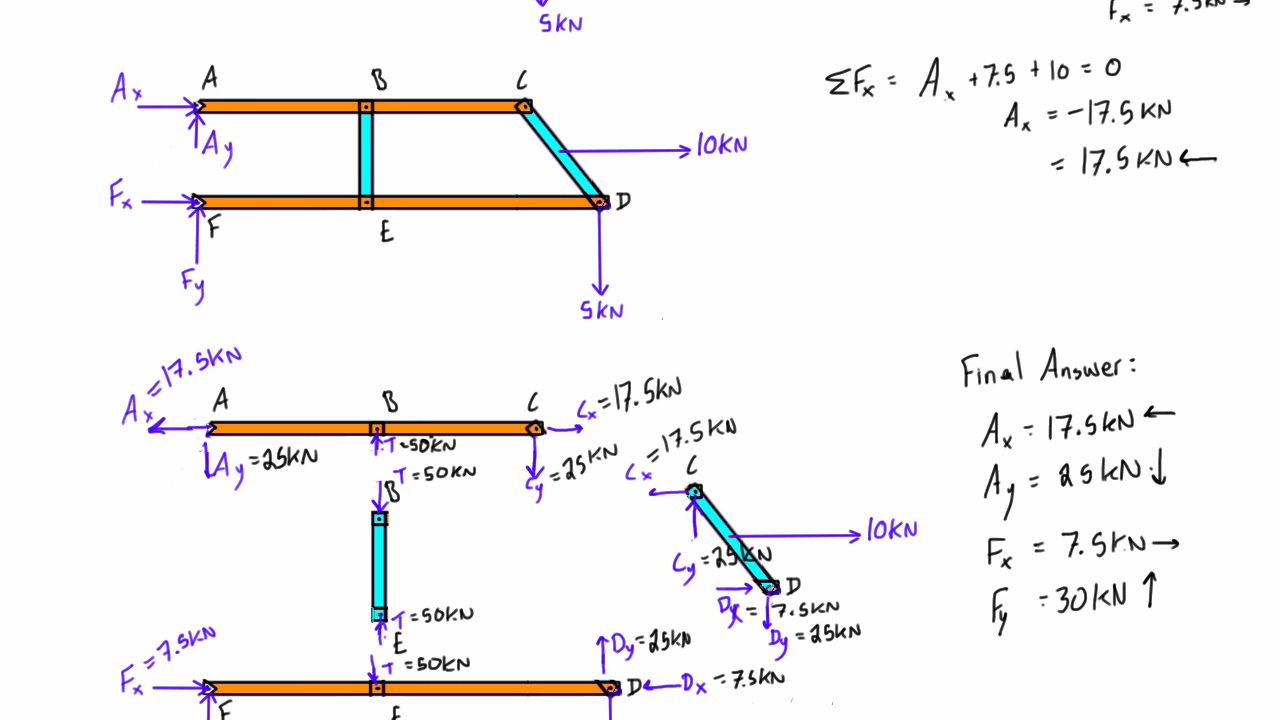 5KN
Fx = 7.5KN→
A B C
Ax
Ay
10KN
Fx
F E D
Fy
5KN
ΣFx = Ax +7.5 +10 = 0
Ax = -17.5KN
= 17.5KN←
Ax = 17.5KN
A B C
Cx = 17.5KN
Ay = 25KN
T = 50KN
Cy = 25KN
T = 50KN
B
T = 50KN
E
Cx = 17.5KN
C
10KN
Cy = 25KN
D
Dx = 7.5KN
Dy = 25KN
Fx = 7.5KN
T = 50KN
Dy = 25KN
D
Dx = 7.5KN
F E
Final Answer:
Ax = 17.5KN ←
Ay = 25KN ↓
Fx = 7.5KN →
Fy = 30KN ↑